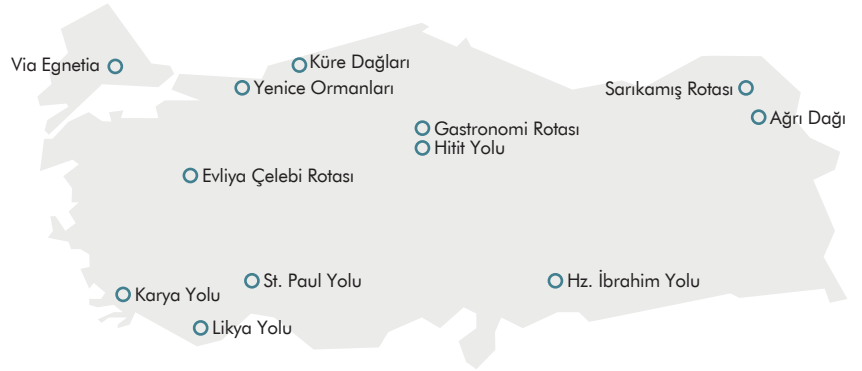 Via Egnetia
Küre Dağları
Yenice Ormanları
Sarıkamış Rotası
Ağrı Dağı
Gastronomi Rotası
Hitit Yolu
Evliya Çelebi Rotası
St. Paul Yolu
Hz. İbrahim Yolu
Karya Yolu
Likya Yolu